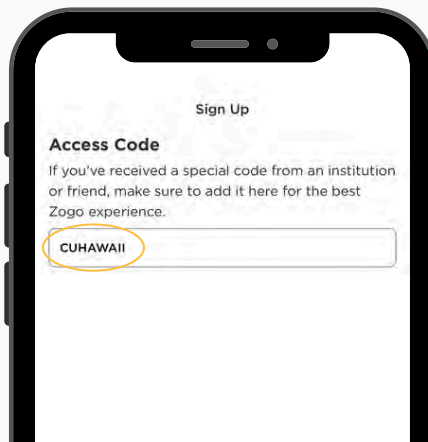 Sign Up
Access Code
If you've received a special code from an institution
or friend, make sure to add it here for the best
Zogo experience.
CUHAWAII